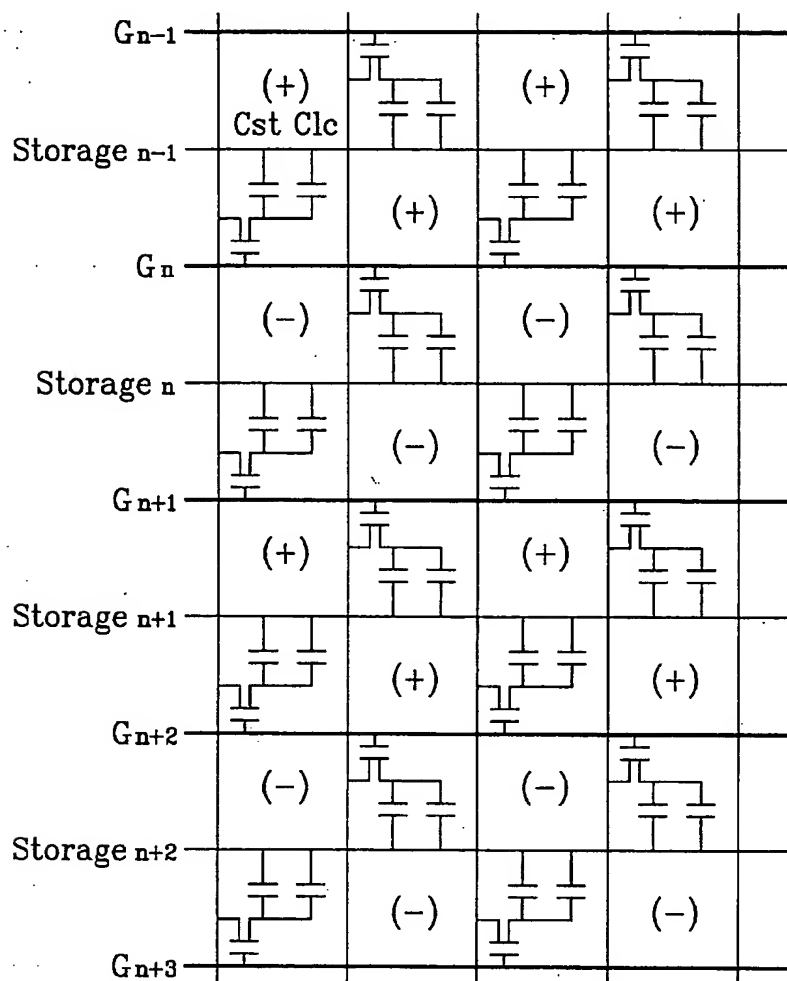 Gn-1
(+) (+)
Cst Clc
Storage n-1
(+) (+)
Gn
(-) (-)
Storage n
(-) (-)
Gn+1
(+) (+)
Storage n+1
(+) (+)
Gn+2
(-) (-)
Storage n+2
(-) (-)
Gn+3